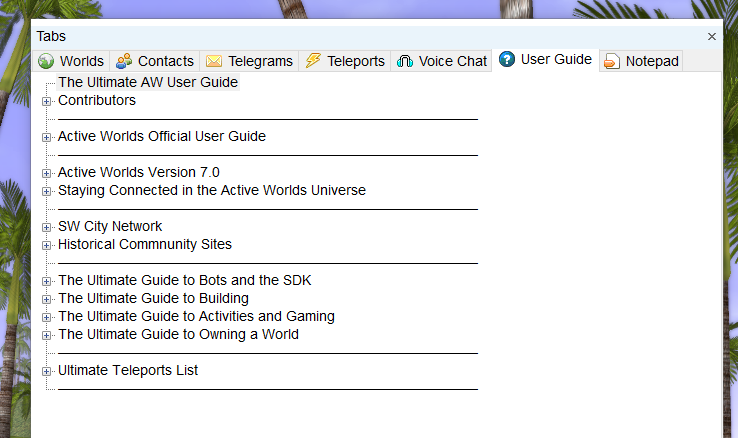 Tabs
Worlds Contacts Telegrams Teleports Voice Chat User Guide Notepad
The Ultimate AW User Guide
Contributors
Active Worlds Official User Guide
Active Worlds Version 7.0
Staying Connected in the Active Worlds Universe
SW City Network
Historical Commnunity Sites
The Ultimate Guide to Bots and the SDK
The Ultimate Guide to Building
The Ultimate Guide to Activities and Gaming
The Ultimate Guide to Owning a World
Ultimate Teleports List